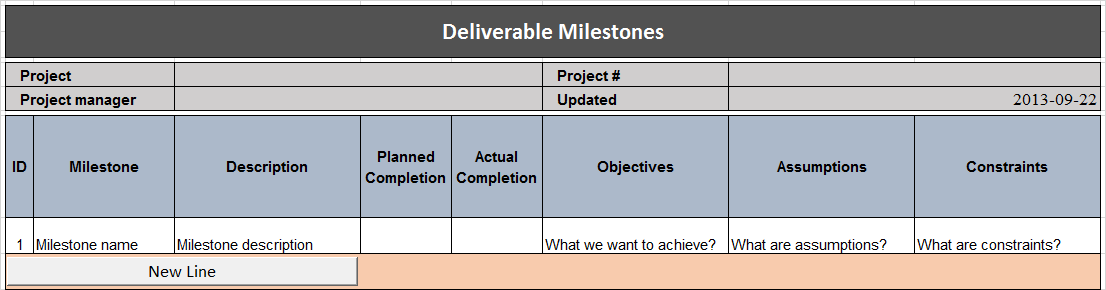 Deliverable Milestones
Project Project #
Project manager Updated 2013-09-22
ID Milestone Description Planned Completion Actual Completion Objectives Assumptions Constraints
1 Milestone name Milestone description What we want to achieve? What are assumptions? What are constraints?
New Line